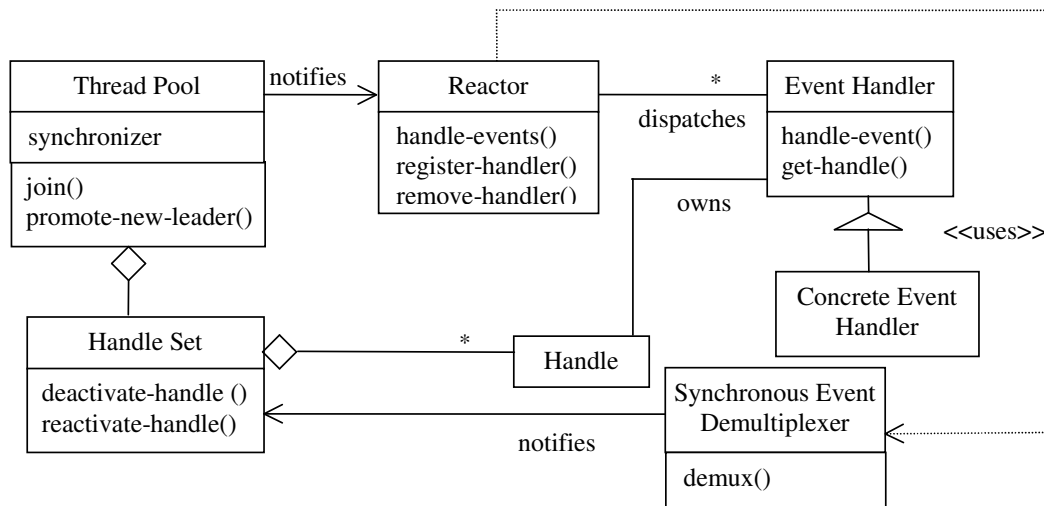 Thread Pool
synchronizer
join()
promote-new-leader()
notifies
Reactor
handle-events()
register-handler()
remove-handler()
*
dispatches
Event Handler
handle-event()
get-handle()
owns
<<uses>>
Concrete Event
Handler
Handle Set
deactivate-handle ()
reactivate-handle()
*
Handle
notifies
Synchronous Event
Demultiplexer
demux()